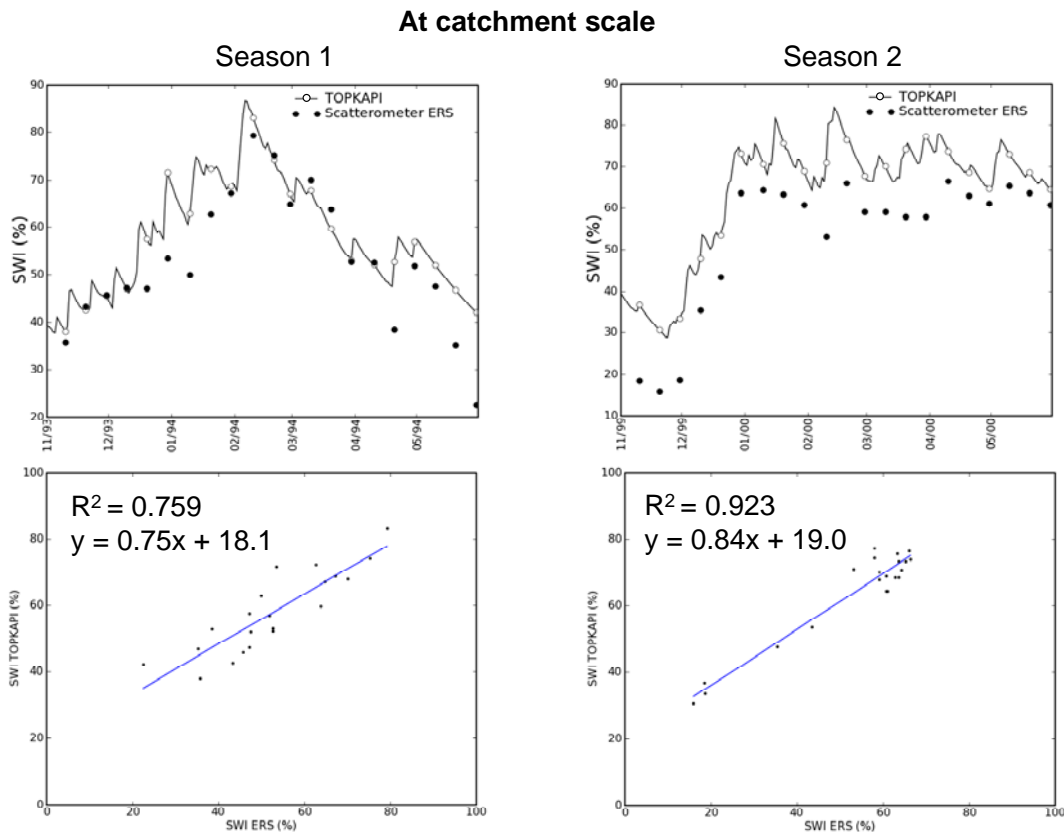 At catchment scale
Season 1
Season 2
90
80
70
60
50
40
30
20
SWI (%)
TOPKAPI
Scatterometer ERS
11/93
12/93
01/94
02/94
03/94
04/94
05/94
90
80
70
60
50
40
30
20
10
SWI (%)
TOPKAPI
Scatterometer ERS
11/99
12/99
01/00
02/00
03/00
04/00
05/00
R² = 0.759
y = 0.75x + 18.1
100
80
60
40
20
0
SWI TOPKAPI (%)
0 20 40 60 80 100
SWI ERS (%)
R² = 0.923
y = 0.84x + 19.0
100
80
60
40
20
0
SWI TOPKAPI (%)
20 40 60 80 100
SWI ERS (%)